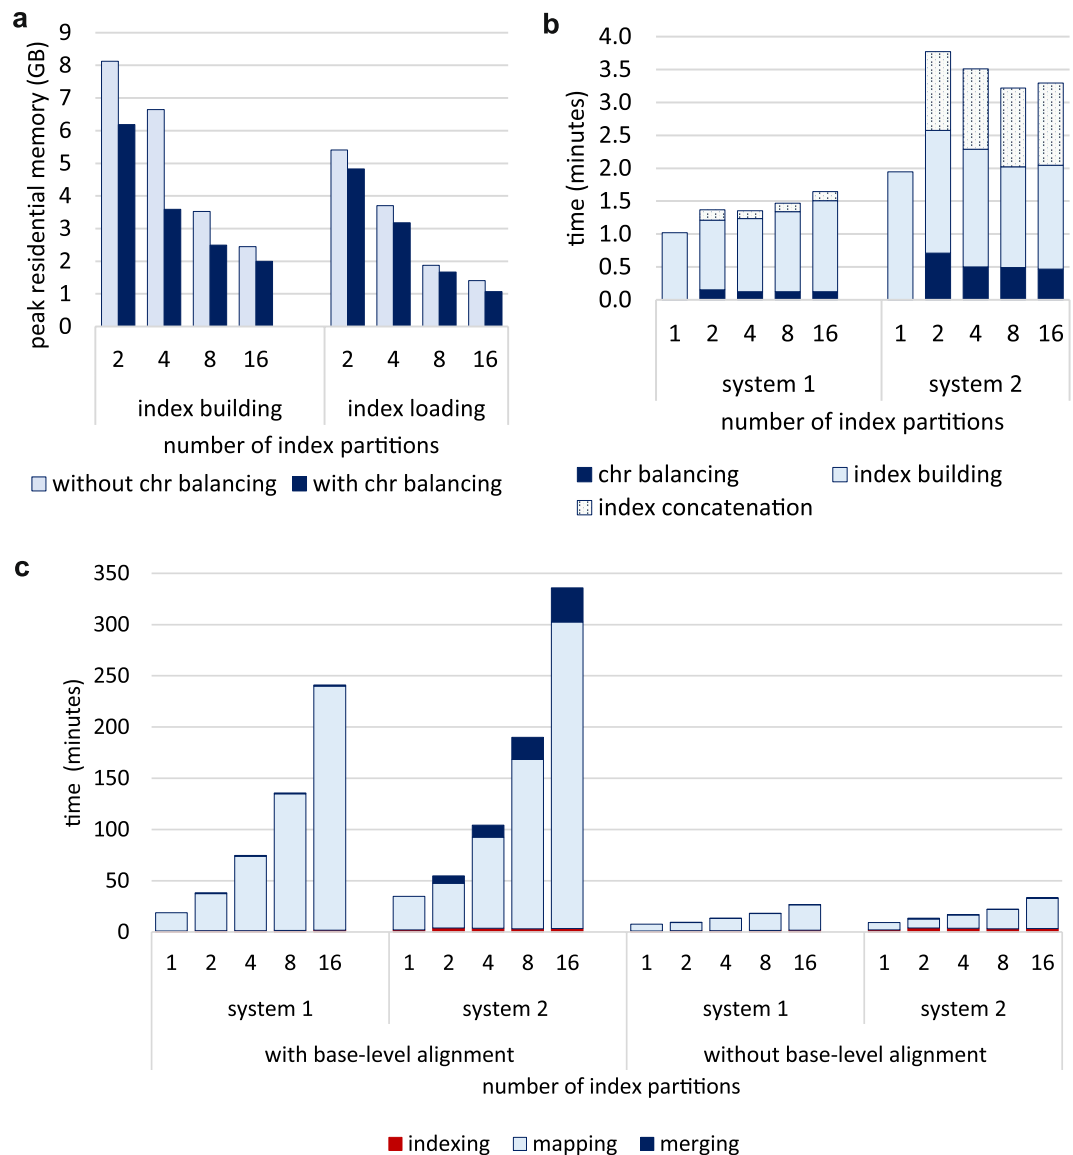 a
peak residential memory (GB)
9
8
7
6
5
4
3
2
1
0
2 4 8 16 2 4 8 16
index building index loading
number of index partitions
without chr balancing with chr balancing
b
time (minutes)
4.0
3.5
3.0
2.5
2.0
1.5
1.0
0.5
0.0
1 2 4 8 16 1 2 4 8 16
system 1 system 2
number of index partitions
chr balancing index building
index concatenation
c
time (minutes)
350
300
250
200
150
100
50
0
1 2 4 8 16 1 2 4 8 16 1 2 4 8 16 1 2 4 8 16
system 1 system 2 system 1 system 2
with base-level alignment without base-level alignment
number of index partitions
indexing mapping merging